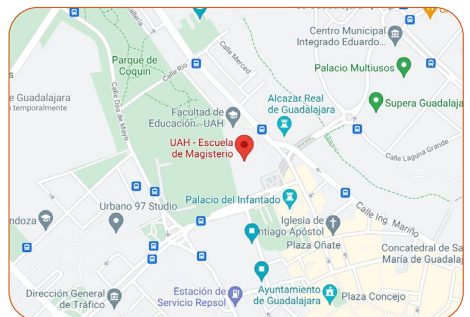 Centro Municipal
Integrado Eduardo...
Parque de
Coquin
Calle Río
Calle Merced
Palacio Multiusos
e Guadalajara
temporalmente
Calle Dos de Mayo
Alcazar Real
de Guadalajara
Supera Guadalaja
Facultad de
Educación - UAH
UAH - Escuela
de Magisterio
Calle Laguna Grande
Palacio del Infantado
Urbano 97 Studio
Calle Ing. Mariño
ndoza
Iglesia de
ntiago Apóstol
Plaza Oñate
Concatedral de Sa
María de Guadalaj
Dirección General
de Tráfico
Estación de
Servicio Repsol
Ayuntamiento
de Guadalajara
Plaza Concejo